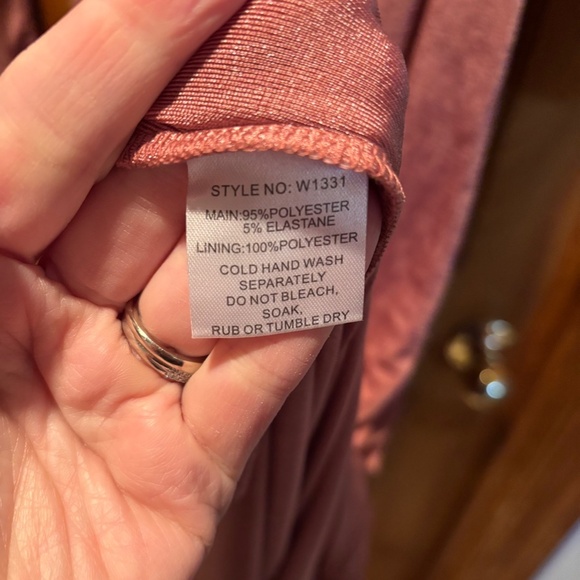 STYLE NO: W1331
MAIN:95%POLYESTER
5% ELASTANE
LINING:100%POLYESTER
COLD HAND WASH
SEPARATELY
DO NOT BLEACH,
SOAK,
RUB OR TUMBLE DRY